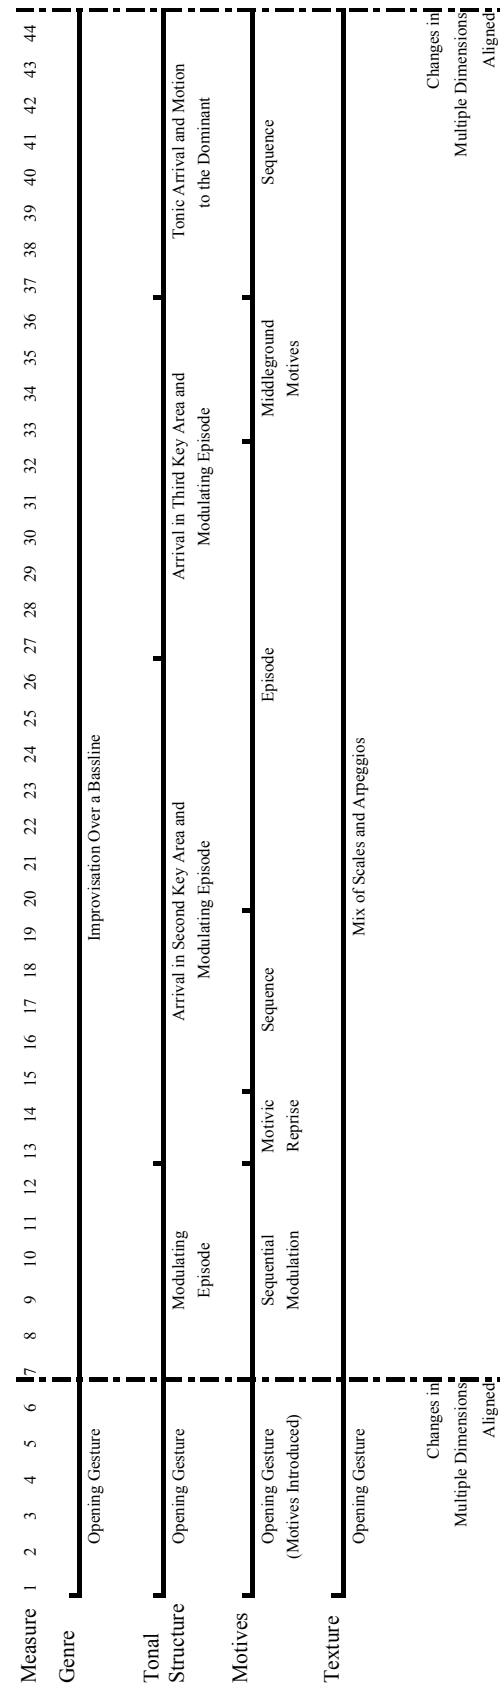 Measure 1 2 3 4 5 6 7 8 9 10 11 12 13 14 15 16 17 18 19 20 21 22 23 24 25 26 27 28 29 30 31 32 33 34 35 36 37 38 39 40 41 42 43 44
Genre
Opening Gesture
Improvisation Over a Bassline
Tonal
Structure
Opening Gesture
Modulating
Episode
Arrival in Second Key Area and
Modulating Episode
Arrival in Third Key Area and
Modulating Episode
Tonic Arrival and Motion
to the Dominant
Motives
Opening Gesture
(Motives Introduced)
Sequential
Modulation
Motivic
Reprise
Sequence
Episode
Middleground
Motives
Sequence
Texture
Opening Gesture
Mix of Scales and Arpeggios
Changes in
Multiple Dimensions
Aligned
Changes in
Multiple Dimensions
Aligned